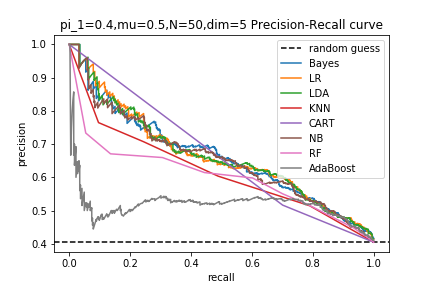 pi_1=0.4,mu=0.5,N=50,dim=5 Precision-Recall curve
1.0
0.9
0.8
0.7
0.6
0.5
0.4
precision
random guess
Bayes
LR
LDA
KNN
CART
NB
RF
AdaBoost
0.0 0.2 0.4 0.6 0.8 1.0
recall